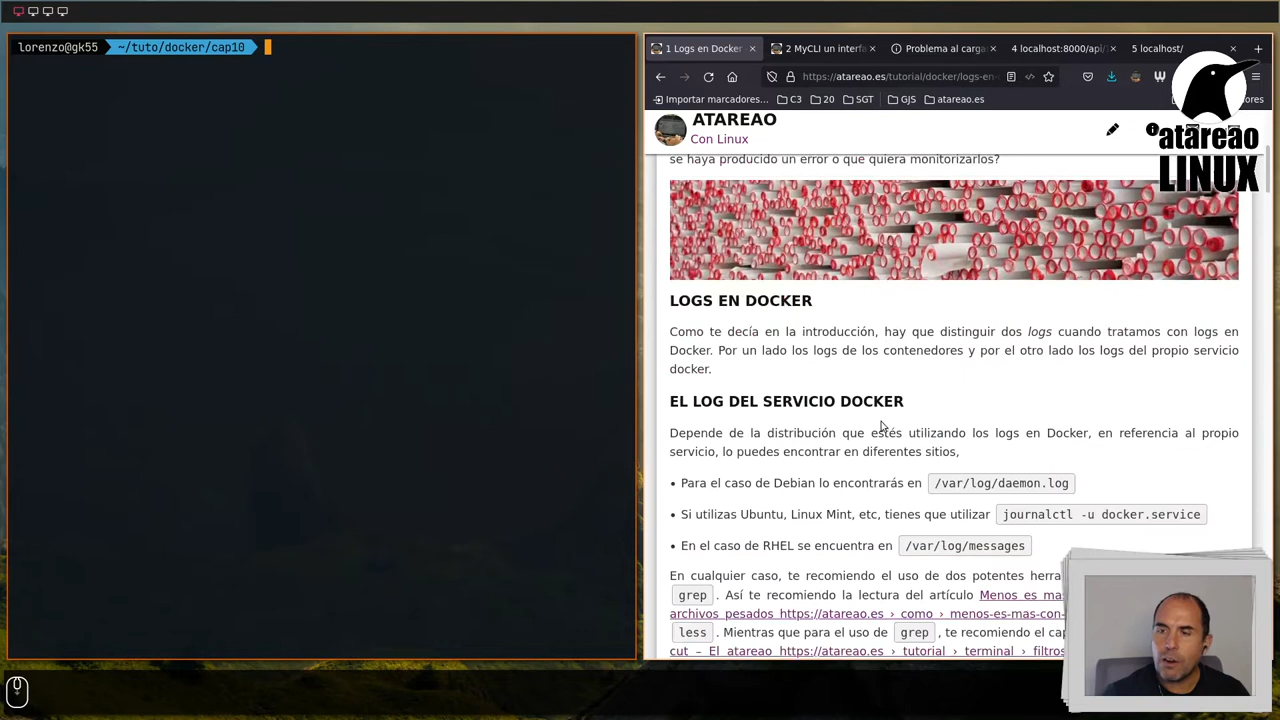 lorenzo@gk55 ~/tuto/docker/cap10
1 Logs en Docker
2 MyCLI un interfa
Problema al carga
4 localhost:8000/api/
5 localhost/
https://atareao.es/tutorial/docker/logs-en-
Importar marcadores...
C3
20
SGT
GJS
atareao.es
ores
atareao
LINUX
ATAREAO
Con Linux
se haya producido un error o que quiera monitorizarlos?
LOGS EN DOCKER
Como te decía en la introducción, hay que distinguir dos logs cuando tratamos con logs en
Docker. Por un lado los logs de los contenedores y por el otro lado los logs del propio servicio
docker.
EL LOG DEL SERVICIO DOCKER
Depende de la distribución que estés utilizando los logs en Docker, en referencia al propio
servicio, lo puedes encontrar en diferentes sitios,
• Para el caso de Debian lo encontrarás en /var/log/daemon.log
• Si utilizas Ubuntu, Linux Mint, etc, tienes que utilizar journalctl -u docker.service
• En el caso de RHEL se encuentra en /var/log/messages
En cualquier caso, te recomiendo el uso de dos potentes herra
grep . Así te recomiendo la lectura del artículo Menos es mas
archivos pesados https://atareao.es › como › menos-es-mas-con-
less . Mientras que para el uso de grep , te recomiendo el cap
cut – El atareao https://atareao.es › tutorial › terminal › filtros